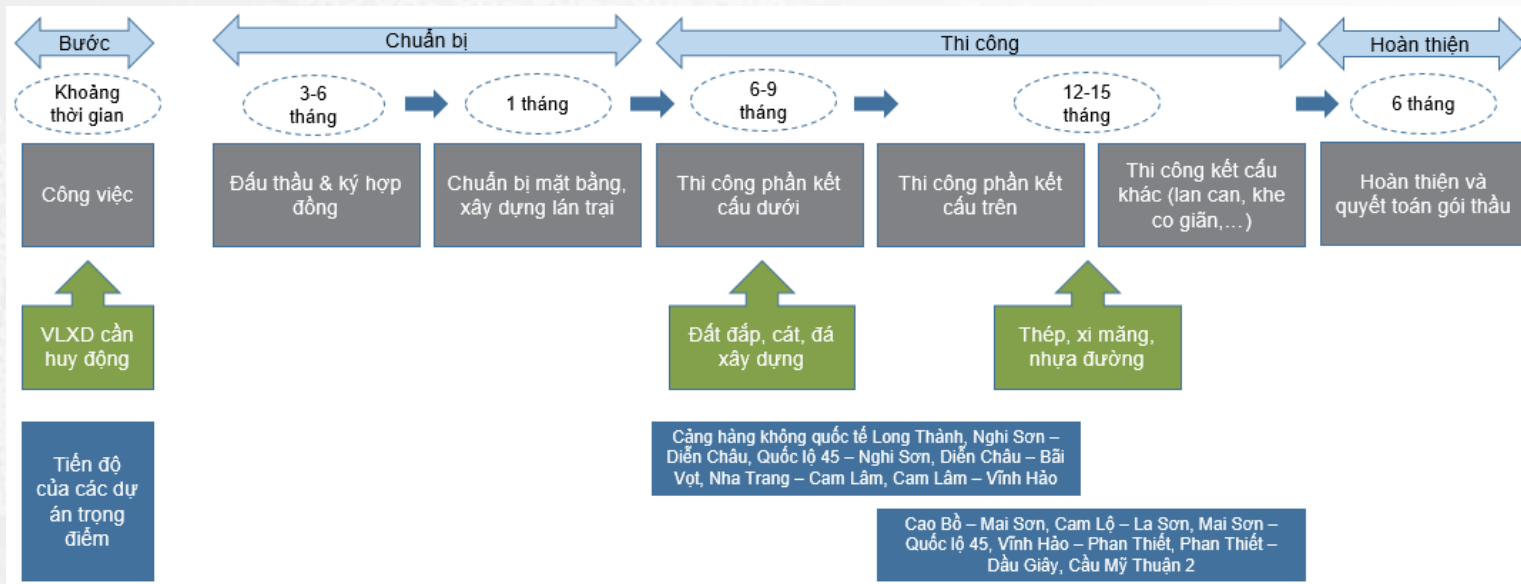 Bước
Chuẩn bị
Thi công
Hoàn thiện
Khoảng
thời gian
3-6
tháng
1 tháng
6-9
tháng
12-15
tháng
6 tháng
Công việc
Đấu thầu & ký hợp
đồng
Chuẩn bị mặt bằng,
xây dựng lán trại
Thi công phần kết
cấu dưới
Thi công phần kết
cấu trên
Thi công kết cấu
khác (lan can, khe
co giãn,…)
Hoàn thiện và
quyết toán gói thầu
VLXD cần
huy động
Đất đắp, cát, đá
xây dựng
Thép, xi măng,
nhựa đường
Tiến độ
của các dự
án trọng
điểm
Cảng hàng không quốc tế Long Thành, Nghi Sơn –
Diễn Châu, Quốc lộ 45 – Nghi Sơn, Diễn Châu – Bãi
Vọt, Nha Trang – Cam Lâm, Cam Lâm – Vĩnh Hảo
Cao Bồ – Mai Sơn, Cam Lộ – La Sơn, Mai Sơn –
Quốc lộ 45, Vĩnh Hảo – Phan Thiết, Phan Thiết –
Dầu Giây, Cầu Mỹ Thuận 2